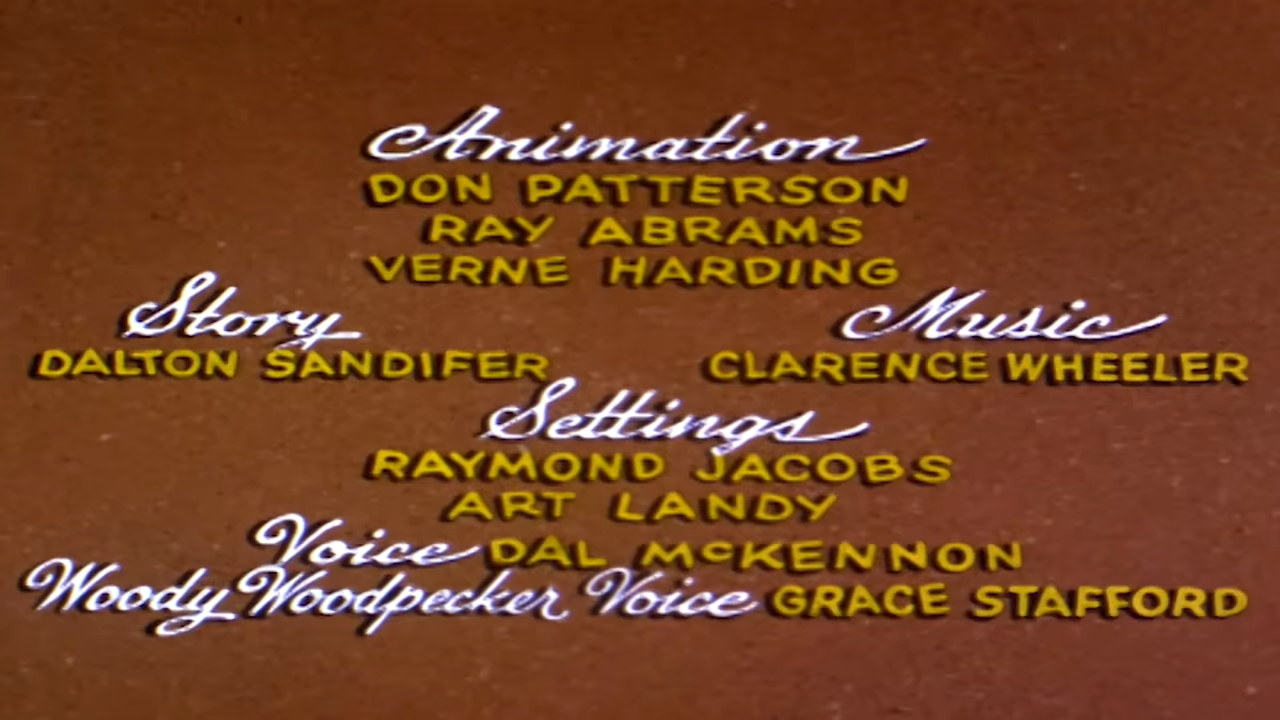 Animation
DON PATTERSON
RAY ABRAMS
VERNE HARDING
Story
DALTON SANDIFER
Music
CLARENCE WHEELER
Settings
RAYMOND JACOBS
ART LANDY
Voice DAL McKENNON
Woody Woodpecker Voice GRACE STAFFORD